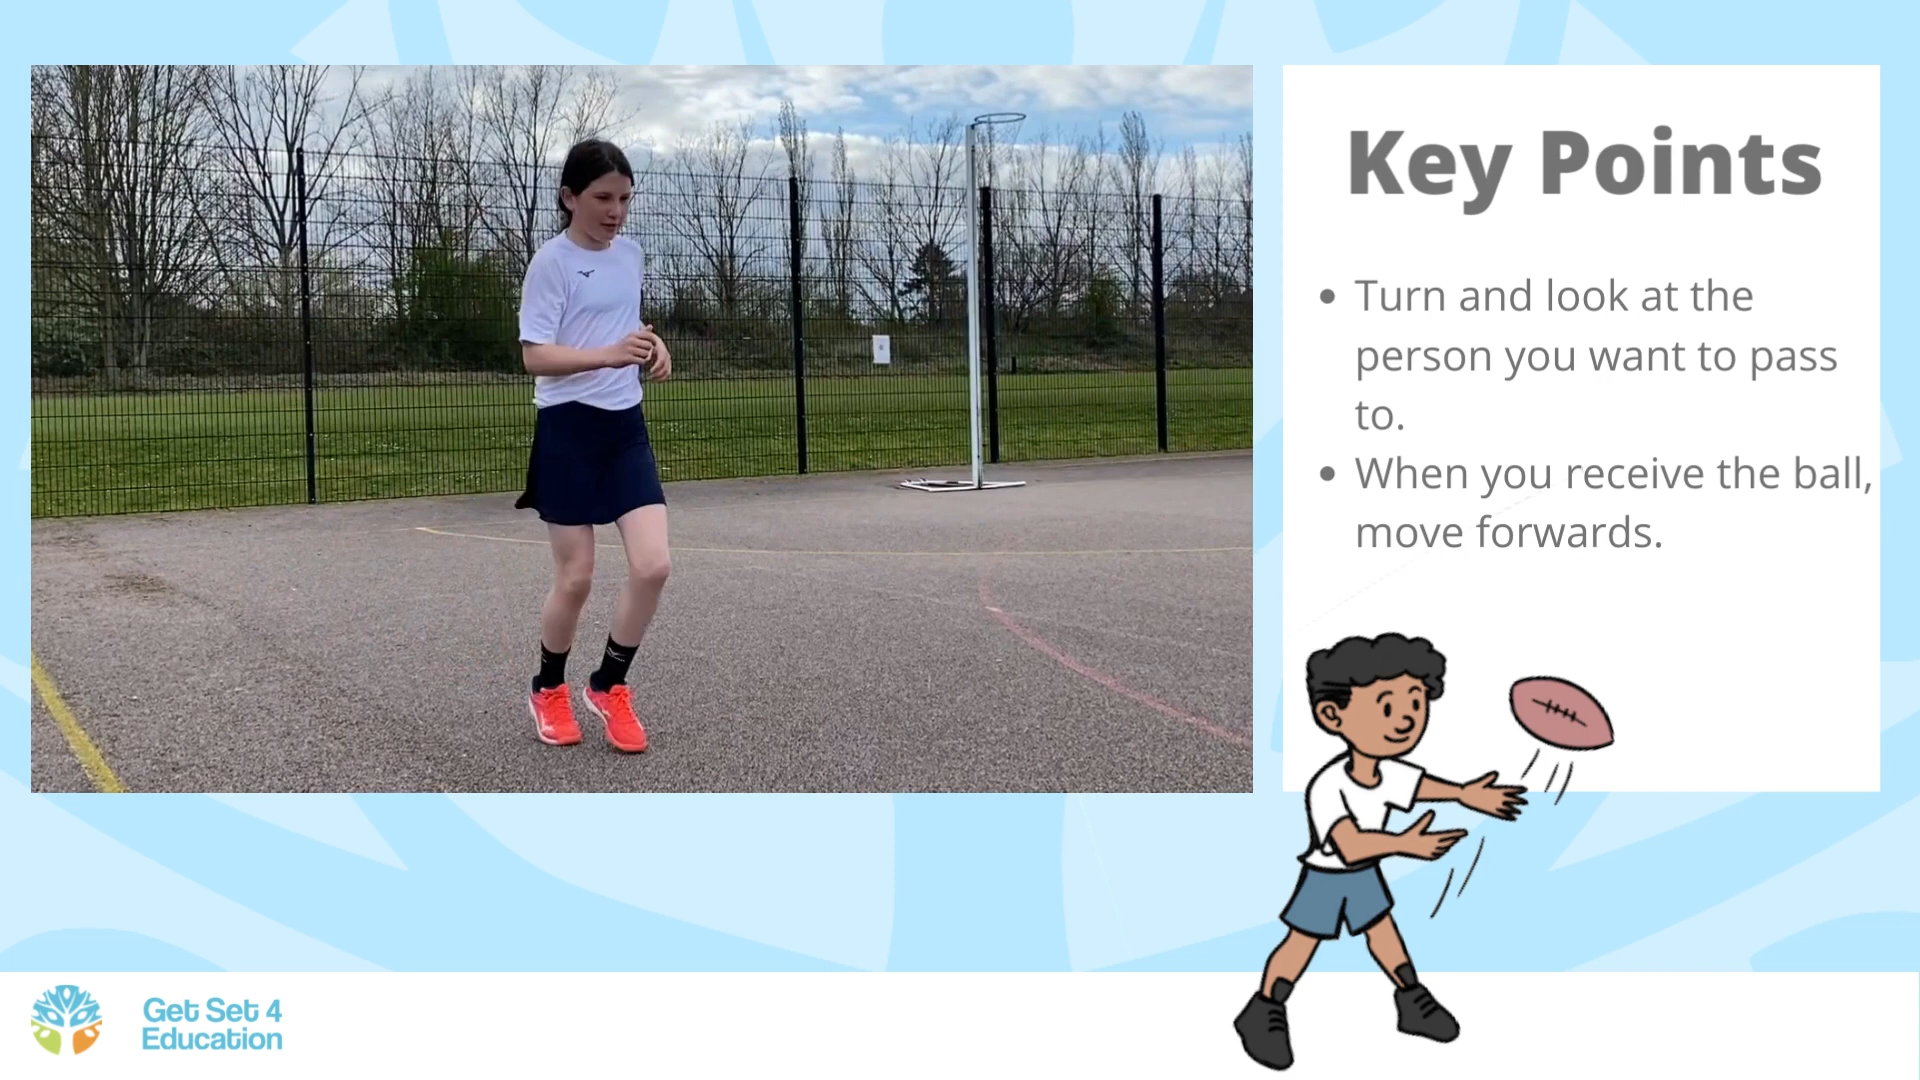 Key Points
• Turn and look at the
person you want to pass
to.
• When you receive the ball,
move forwards.
Get Set 4
Education